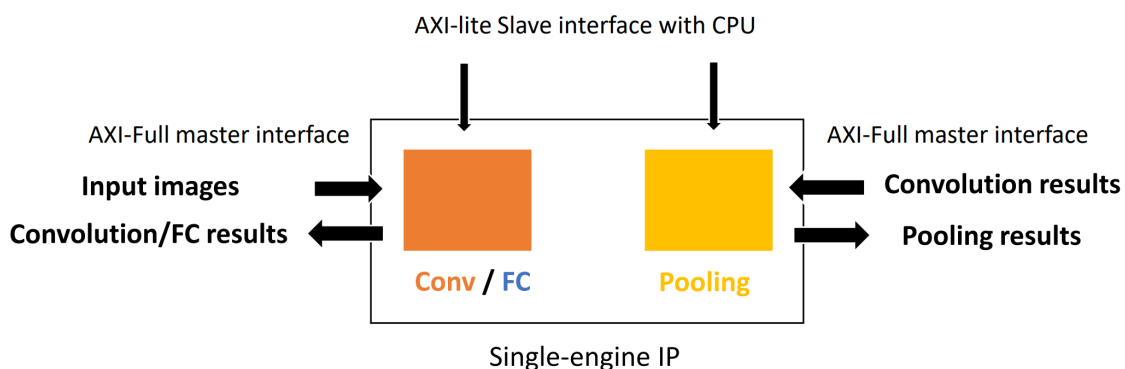 AXI-lite Slave interface with CPU
AXI-Full master interface
Input images
Convolution/FC results
Conv / FC
Pooling
AXI-Full master interface
Convolution results
Pooling results
Single-engine IP